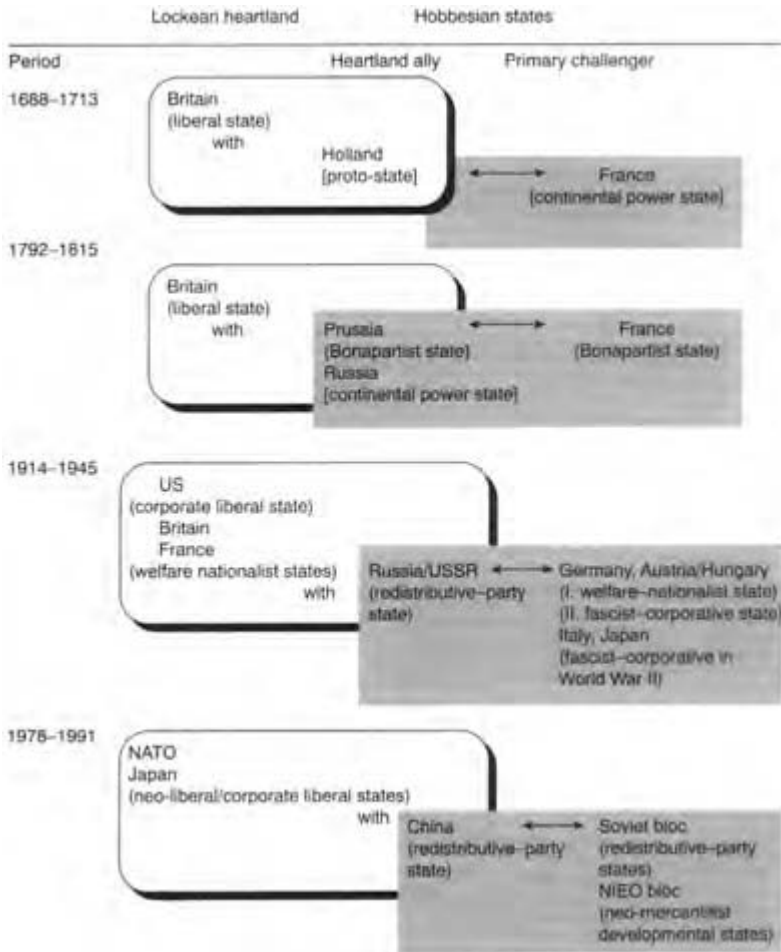 Lockean heartland Hobbesian states
Period Heartland ally Primary challenger
1688–1713
Britain
(liberal state)
with
Holland
[proto-state]
France
[continental power state]
1792–1815
Britain
(liberal state)
with
Prussia
(Bonapartist state)
Russia
[continental power state]
France
(Bonapartist state)
1914–1945
US
(corporate liberal state)
Britain
France
(welfare nationalist states)
with
Russia/USSR
(redistributive–party
state)
Germany, Austria/Hungary
(I. welfare–nationalist state)
(II. fascist–corporative state)
Italy, Japan
(fascist–corporative in
World War II)
1978–1991
NATO
Japan
(neo-liberal/corporate liberal states)
with
China
(redistributive–party
state)
Soviet bloc
(redistributive–party
states)
NIEO bloc
(neo-mercantilist
developmental states)